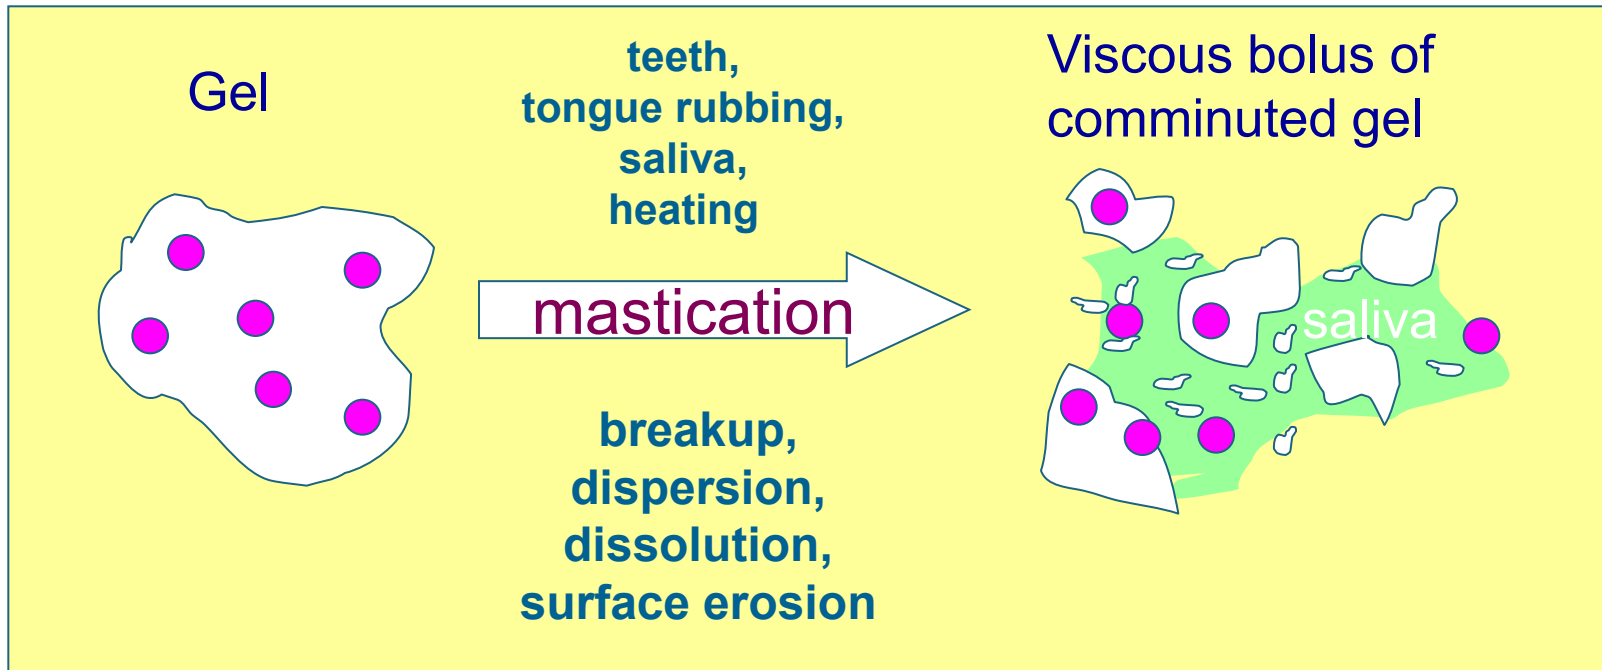 Gel
teeth,
tongue rubbing,
saliva,
heating
mastication
breakup,
dispersion,
dissolution,
surface erosion
Viscous bolus of
comminuted gel
saliva